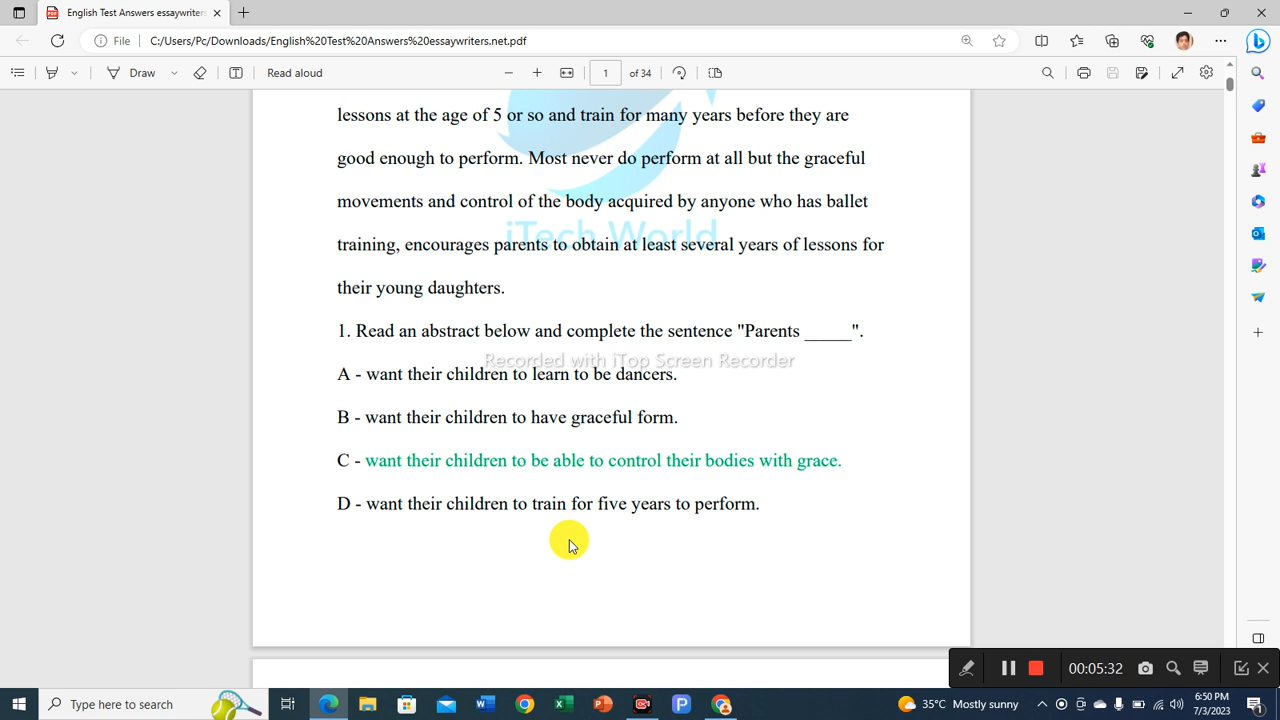 English Test Answers essaywriter
File
C:/Users/Pc/Downloads/English%20Test%20Answers%20essaywriters.net.pdf
Draw
Read aloud
1
of 34
lessons at the age of 5 or so and train for many years before they are
good enough to perform. Most never do perform at all but the graceful
movements and control of the body acquired by anyone who has ballet
iTech World
training, encourages parents to obtain at least several years of lessons for
their young daughters.
1. Read an abstract below and complete the sentence "Parents _____".
Recorded with iTop Screen Recorder
A - want their children to learn to be dancers.
B - want their children to have graceful form.
C - want their children to be able to control their bodies with grace.
D - want their children to train for five years to perform.
00:05:32
Type here to search
35°C Mostly sunny
6:50 PM
7/3/2023